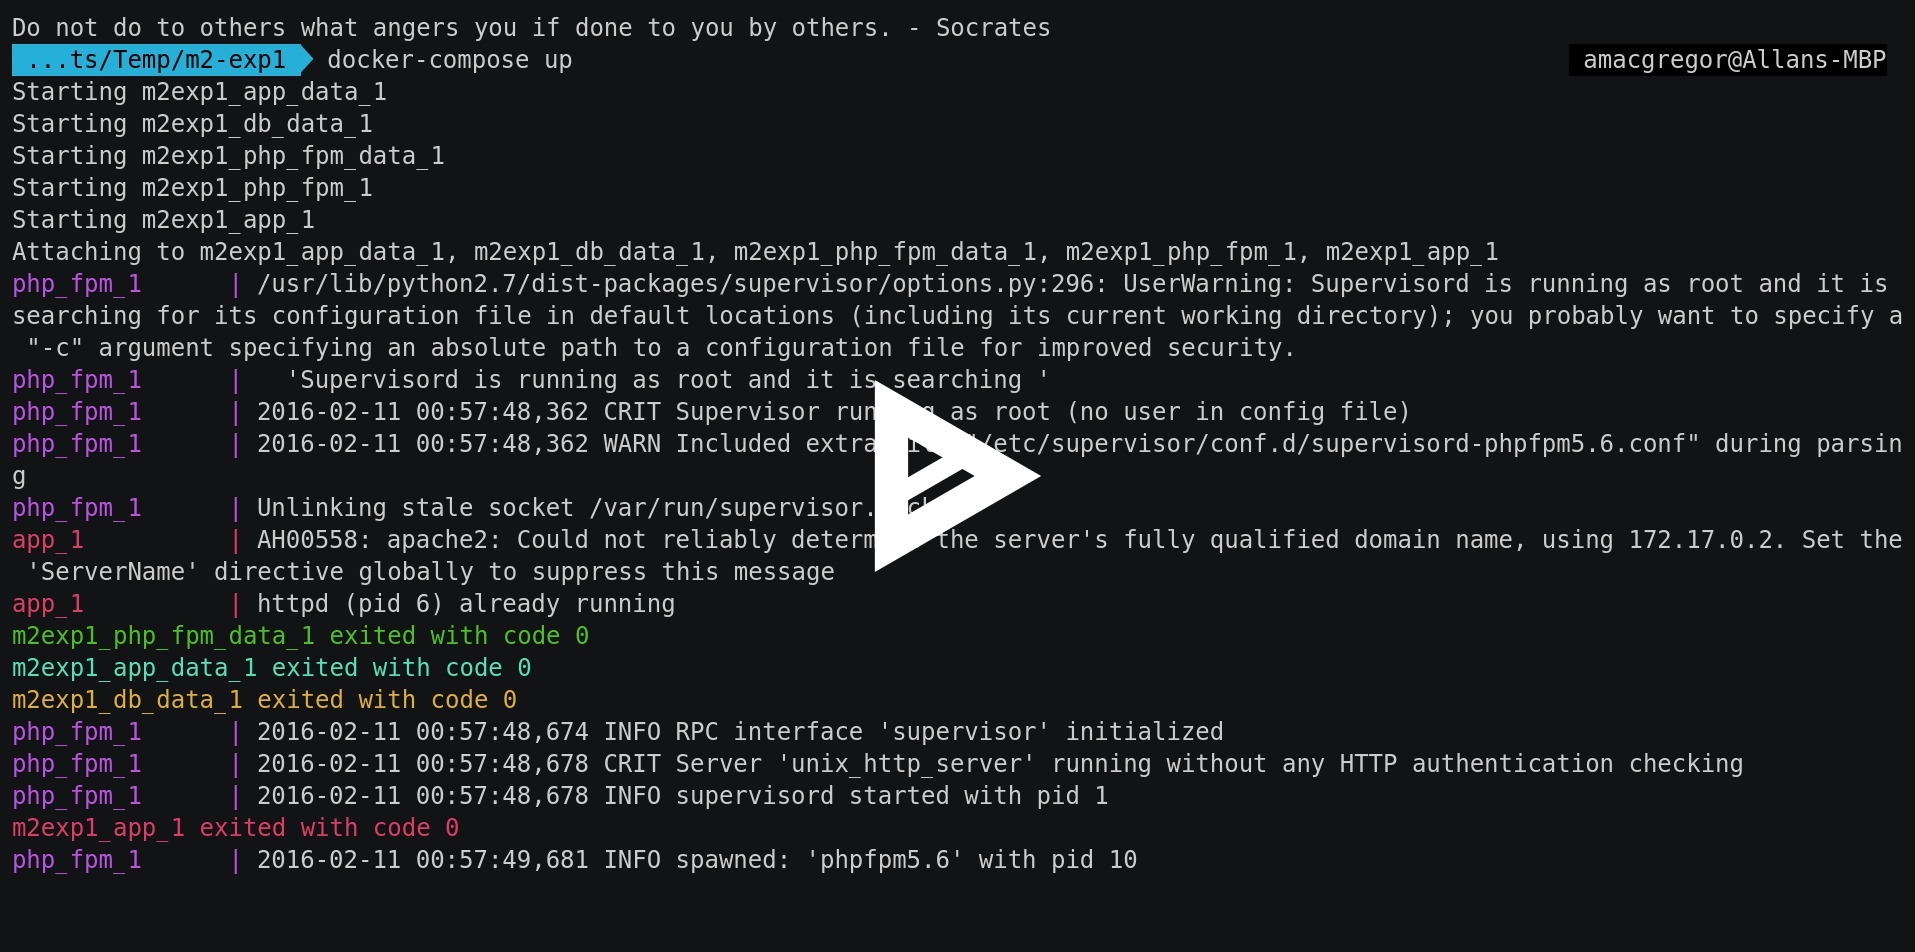 Do not do to others what angers you if done to you by others. - Socrates
...ts/Temp/m2-exp1 docker-compose up amacgregor@Allans-MBP
Starting m2exp1_app_data_1
Starting m2exp1_db_data_1
Starting m2exp1_php_fpm_data_1
Starting m2exp1_php_fpm_1
Starting m2exp1_app_1
Attaching to m2exp1_app_data_1, m2exp1_db_data_1, m2exp1_php_fpm_data_1, m2exp1_php_fpm_1, m2exp1_app_1
php_fpm_1      | /usr/lib/python2.7/dist-packages/supervisor/options.py:296: UserWarning: Supervisord is running as root and it is
searching for its configuration file in default locations (including its current working directory); you probably want to specify a
 "-c" argument specifying an absolute path to a configuration file for improved security.
php_fpm_1      |   'Supervisord is running as root and it is searching '
php_fpm_1      | 2016-02-11 00:57:48,362 CRIT Supervisor running as root (no user in config file)
php_fpm_1      | 2016-02-11 00:57:48,362 WARN Included extra "/etc/supervisor/conf.d/supervisord-phpfpm5.6.conf" during parsin
g
php_fpm_1      | Unlinking stale socket
app_1          | AH00558: apache2: Could not reliably determine the server's fully qualified domain name, using 172.17.0.2. Set the
 'ServerName' directive globally to suppress this message
app_1          | httpd (pid 6) already running
m2exp1_php_fpm_data_1 exited with code 0
m2exp1_app_data_1 exited with code 0
m2exp1_db_data_1 exited with code 0
php_fpm_1      | 2016-02-11 00:57:48,674 INFO RPC interface 'supervisor' initialized
php_fpm_1      | 2016-02-11 00:57:48,678 CRIT Server 'unix_http_server' running without any HTTP authentication checking
php_fpm_1      | 2016-02-11 00:57:48,678 INFO supervisord started with pid 1
m2exp1_app_1 exited with code 0
php_fpm_1      | 2016-02-11 00:57:49,681 INFO spawned: 'phpfpm5.6' with pid 10